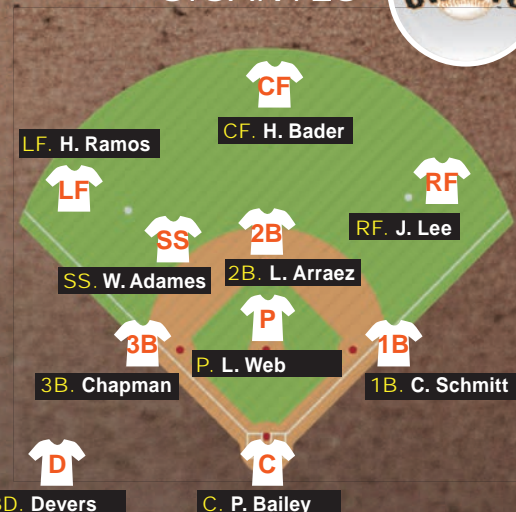 CF
CF. H. Bader
LF. H. Ramos
LF
RF
RF. J. Lee
SS
2B
SS. W. Adames
2B. L. Arraez
P
P. L. Web
3B
1B
3B. Chapman
1B. C. Schmitt
D
C
BD. Devers
C. P. Bailey